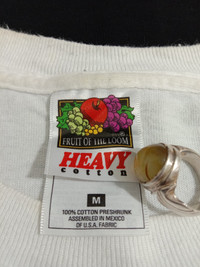 FRUIT OF THE LOOM
HEAVY
cotton
M
100% COTTON PRESHRUNK
ASSEMBLED IN MEXICO
OF U.S.A. FABRIC